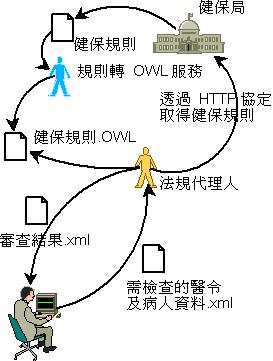 健保局
健保規則
規則轉 OWL 服務
透過 HTTP 協定
取得健保規則
健保規則.OWL
法規代理人
審查結果.xml
需檢查的醫令
及病人資料.xml